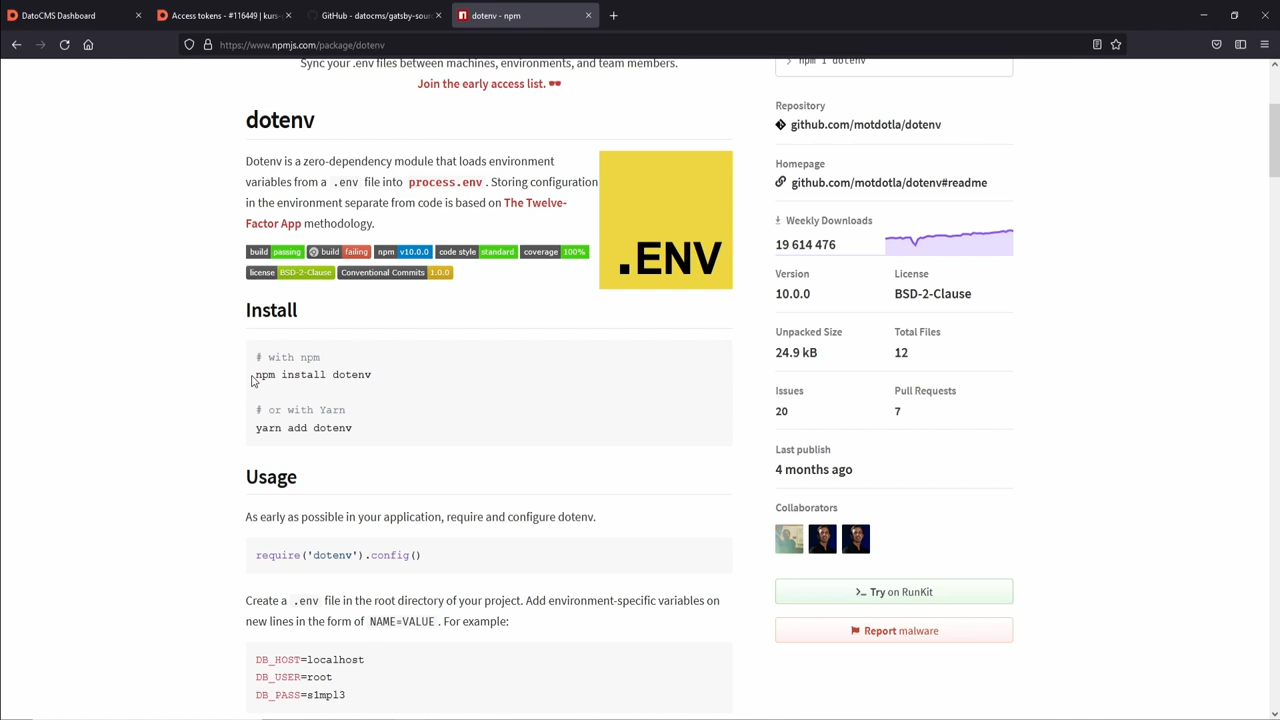 DatoCMS Dashboard
Access tokens - #116449 | kurs-
GitHub - datocms/gatsby-sour
dotenv - npm
https://www.npmjs.com/package/dotenv
Sync your .env files between machines, environments, and team members.
Join the early access list. 🕶️
dotenv
Dotenv is a zero-dependency module that loads environment
variables from a .env file into process.env. Storing configuration
in the environment separate from code is based on The Twelve-
Factor App methodology.
build passing build failing npm v10.0.0 code style standard coverage 100%
license BSD-2-Clause Conventional Commits 1.0.0
.ENV
Install
# with npm
npm install dotenv
# or with Yarn
yarn add dotenv
Usage
As early as possible in your application, require and configure dotenv.
require('dotenv').config()
Create a .env file in the root directory of your project. Add environment-specific variables on
new lines in the form of NAME=VALUE. For example:
DB_HOST=localhost
DB_USER=root
DB_PASS=s1mpl3
> npm i dotenv
Repository
github.com/motdotla/dotenv
Homepage
github.com/motdotla/dotenv#readme
Weekly Downloads
19 614 476
Version
License
10.0.0
BSD-2-Clause
Unpacked Size
Total Files
24.9 kB
12
Issues
Pull Requests
20
7
Last publish
4 months ago
Collaborators
Try on RunKit
Report malware